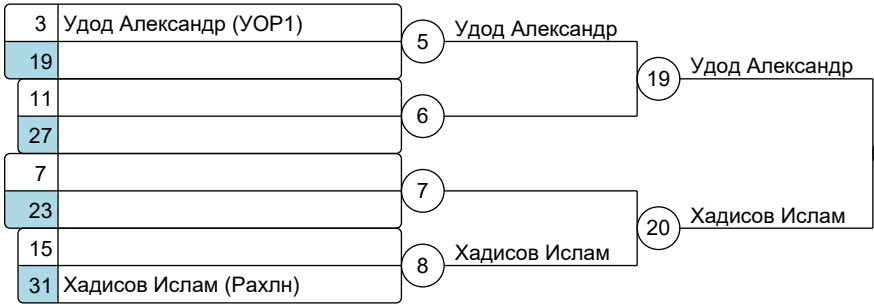 3 Удод Александр (УОР1)
5 Удод Александр
19
19 Удод Александр
11
6
27
7
7
23
20 Хадисов Ислам
15
8 Хадисов Ислам
31 Хадисов Ислам (Рахлн)